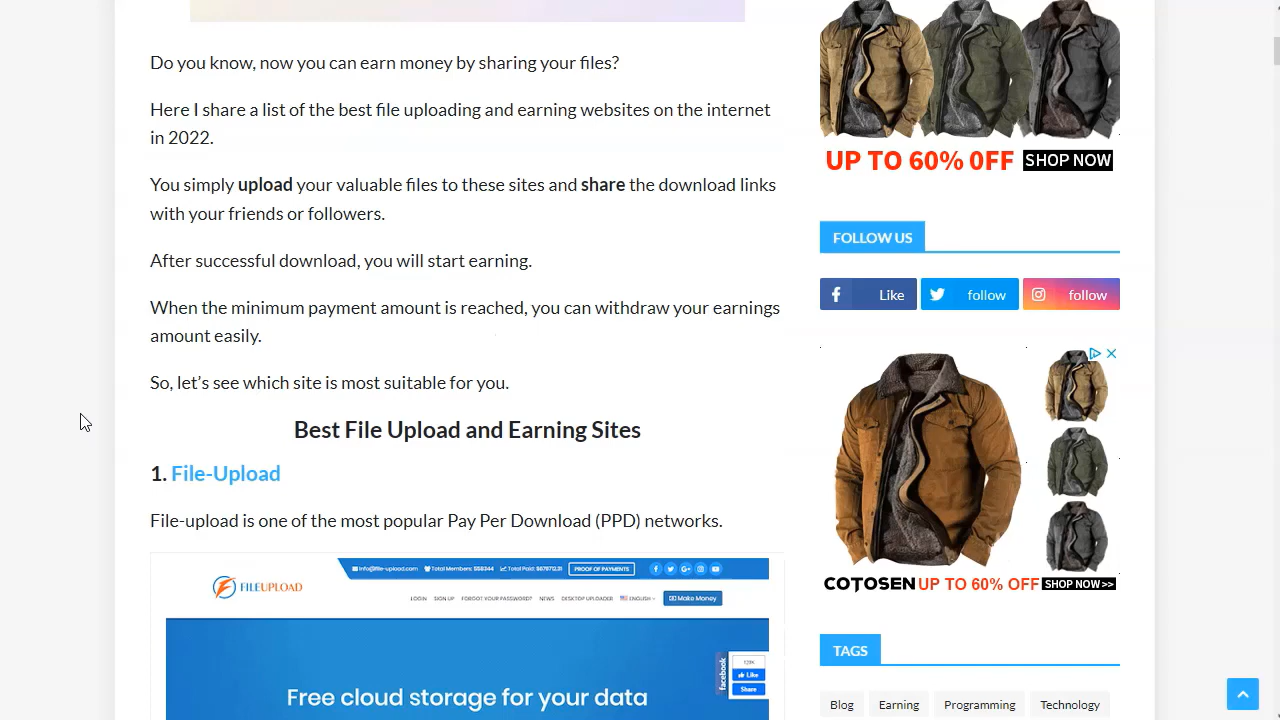 Do you know, now you can earn money by sharing your files?
Here I share a list of the best file uploading and earning websites on the internet
in 2022.
You simply upload your valuable files to these sites and share the download links
with your friends or followers.
After successful download, you will start earning.
When the minimum payment amount is reached, you can withdraw your earnings
amount easily.
So, let's see which site is most suitable for you.
Best File Upload and Earning Sites
1. File-Upload
File-upload is one of the most popular Pay Per Download (PPD) networks.
Info@file-upload.com Total Members: 558344 Total Paid: $679712.31 PROOF OF PAYMENTS
FILEUPLOAD
LOGIN SIGN UP FORGOT YOUR PASSWORD? NEWS DESKTOP UPLOADER ENGLISH Make Money
Free cloud storage for your data
facebook
Like
Share
UP TO 60% 0FF SHOP NOW
FOLLOW US
Like
follow
follow
COTOSEN UP TO 60% OFF SHOP NOW >>
TAGS
Blog Earning Programming Technology